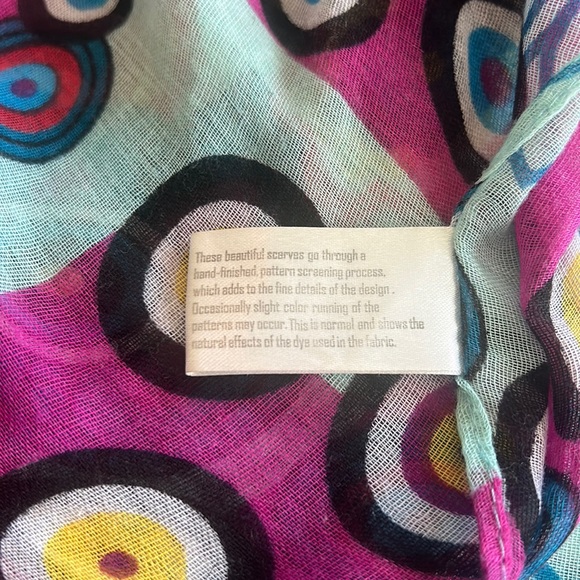 These beautiful scarves go through a
hand-finished, pattern screening process,
which adds to the fine details of the design .
Occasionally slight color running of the
patterns may occur. This is normal and shows the
natural effects of the dye used in the fabric.